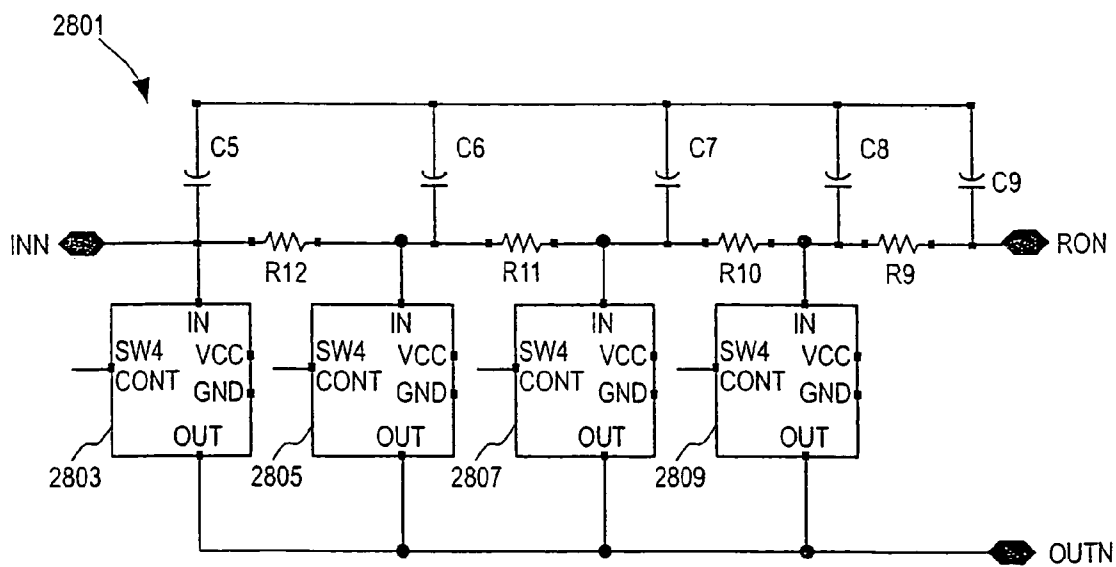 2801
C5
C6
C7
C8
C9
INN
R12
R11
R10
R9
RON
IN
IN
IN
IN
SW4
CONT
VCC
GND
SW4
CONT
VCC
GND
SW4
CONT
VCC
GND
SW4
CONT
VCC
GND
OUT
OUT
OUT
OUT
2803
2805
2807
2809
OUTN